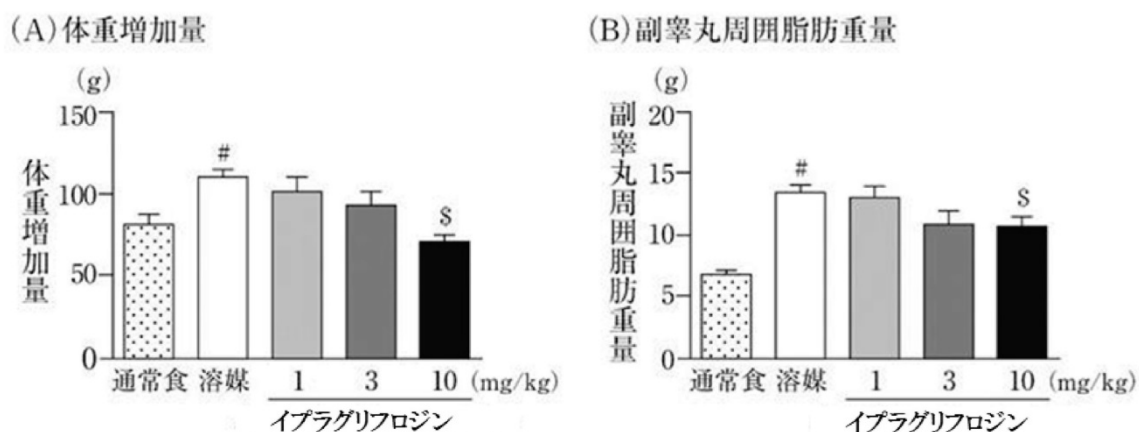 (A)体重増加量
(g)
体重増加量
150
100
50
0
#
$
通常食 溶媒 1 3 10 (mg/kg)
イプラグリフロジン
(B)副睾丸周囲脂肪重量
(g)
副睾丸周囲脂肪重量
20
15
10
5
0
#
$
通常食 溶媒 1 3 10 (mg/kg)
イプラグリフロジン